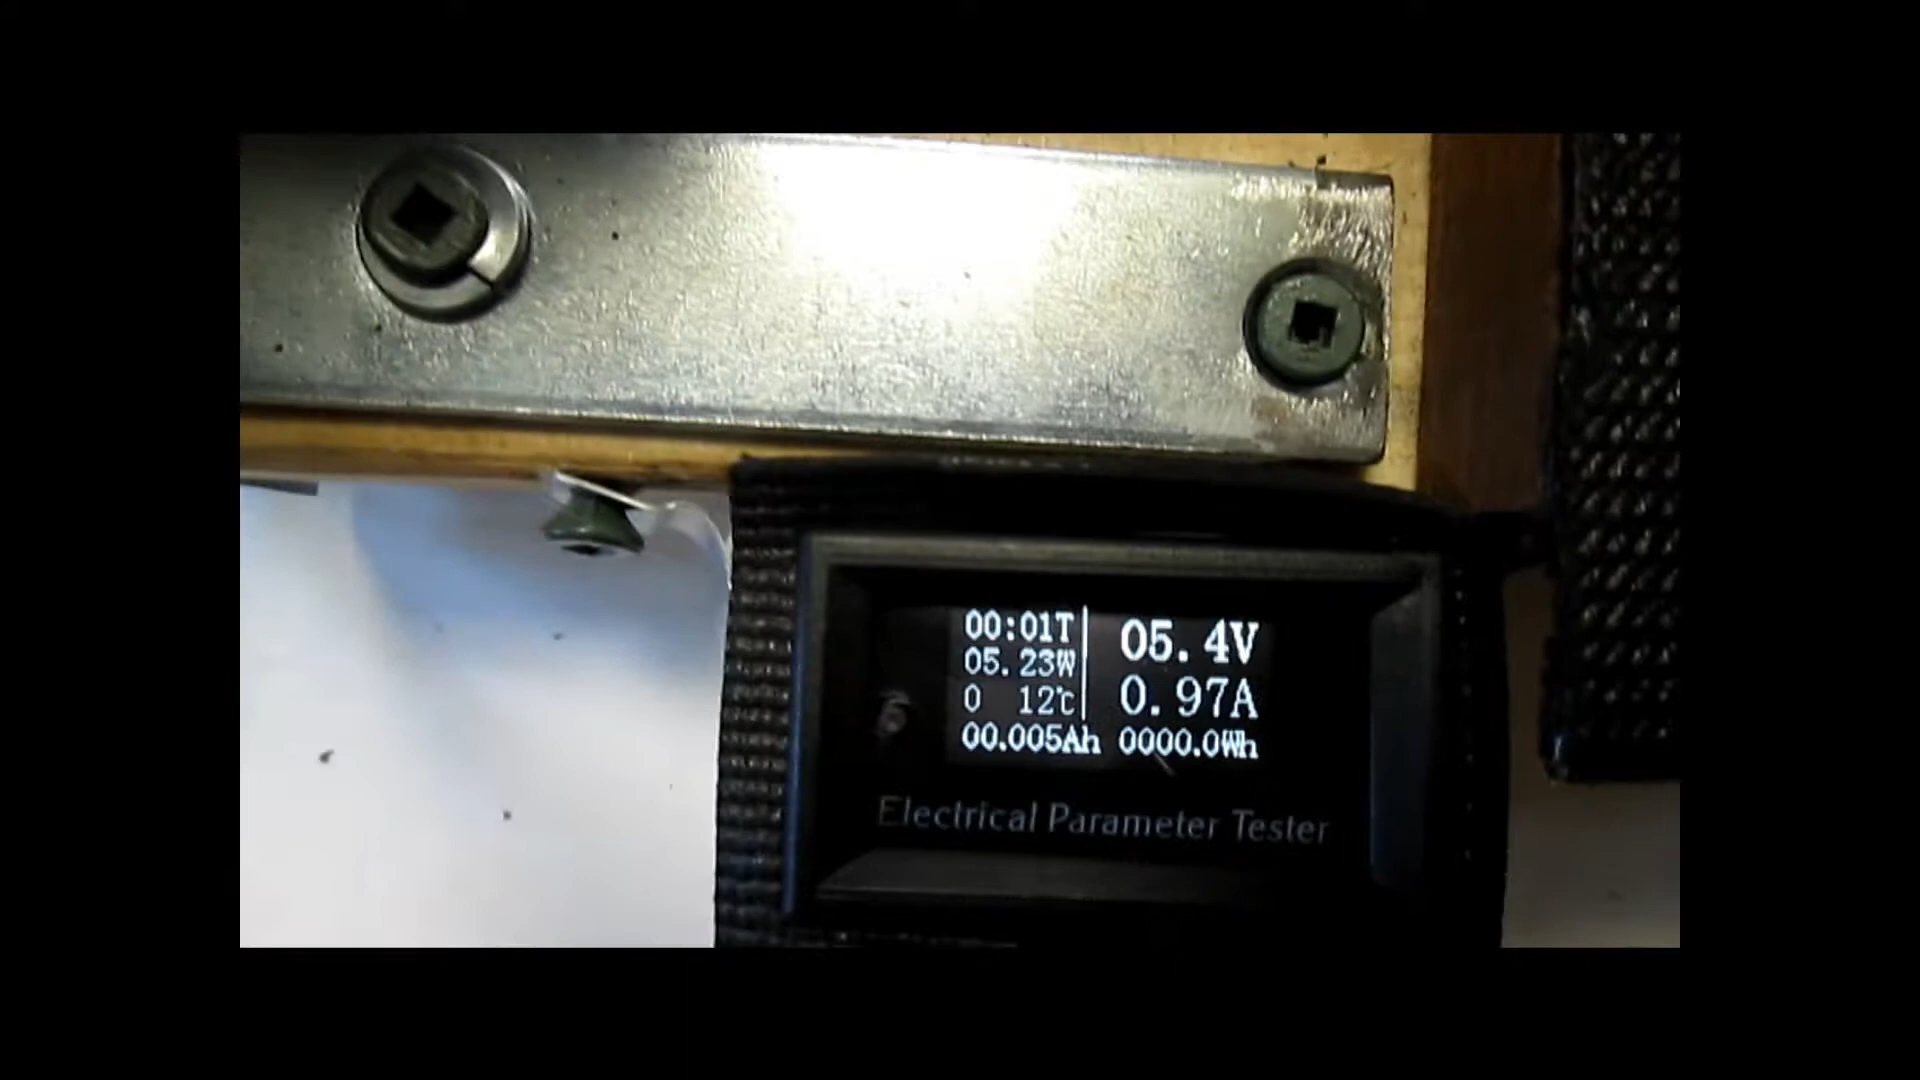 00:01T
05.23W
0 12℃
05.4V
0.97A
00.005Ah 0000.0Wh
Electrical Parameter Tester